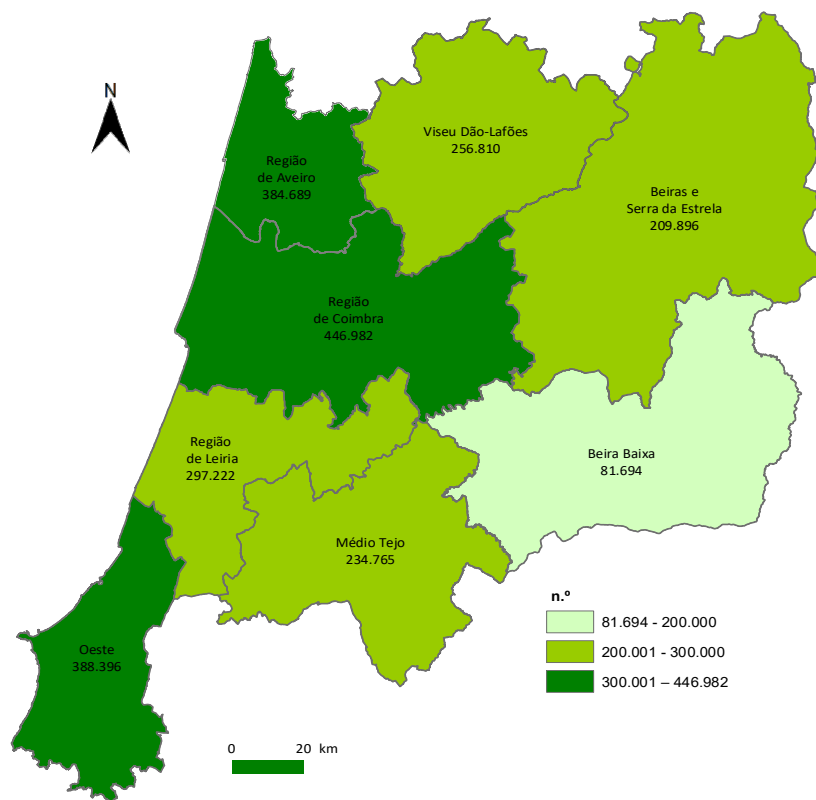 N
Viseu Dão-Lafões
256.810
Região
de Aveiro
384.689
Beiras e
Serra da Estrela
209.896
Região
de Coimbra
446.982
Região
de Leiria
297.222
Beira Baixa
81.694
Médio Tejo
234.765
Oeste
388.396
n.º
81.694 - 200.000
200.001 - 300.000
300.001 – 446.982
0 20 km